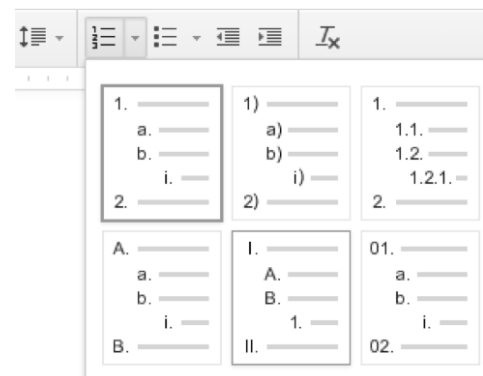 1.
a.
b.
i.
2.
1)
a)
b)
i)
2)
1.
1.1.
1.2.
1.2.1.
2.
A.
a.
b.
i.
B.
I.
A.
B.
1.
II.
01.
a.
b.
i.
02.